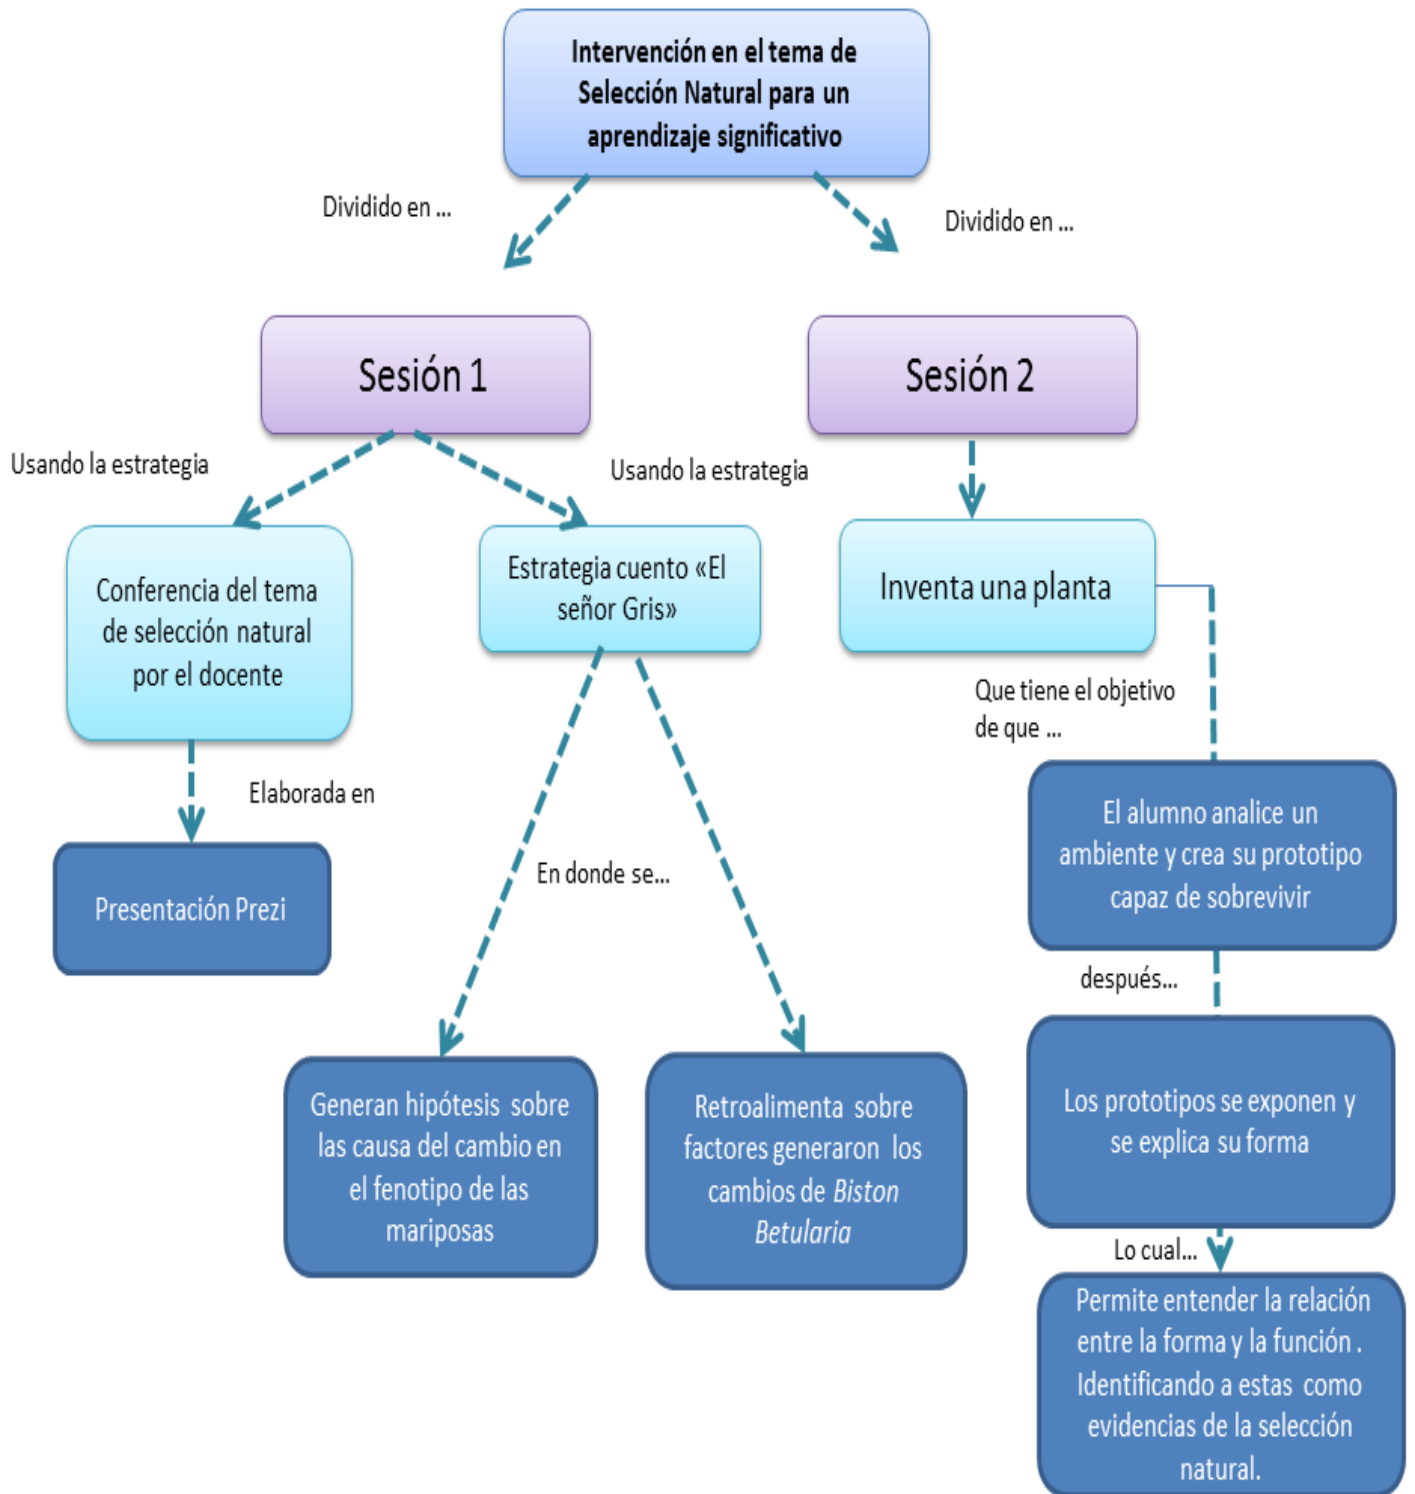 Intervención en el tema de
Selección Natural para un
aprendizaje significativo
Dividido en ...
Dividido en ...
Sesión 1
Sesión 2
Usando la estrategia
Usando la estrategia
Conferencia del tema
de selección natural
por el docente
Estrategia cuento «El
señor Gris»
Inventa una planta
Elaborada en
Presentación Prezi
En donde se...
Generan hipótesis sobre
las causa del cambio en
el fenotipo de las
mariposas
Retroalimenta sobre
factores generaron los
cambios de Biston
Betularia
Que tiene el objetivo
de que ...
El alumno analice un
ambiente y crea su prototipo
capaz de sobrevivir
después...
Los prototipos se exponen y
se explica su forma
Lo cual...
Permite entender la relación
entre la forma y la función .
Identificando a estas como
evidencias de la selección
natural.